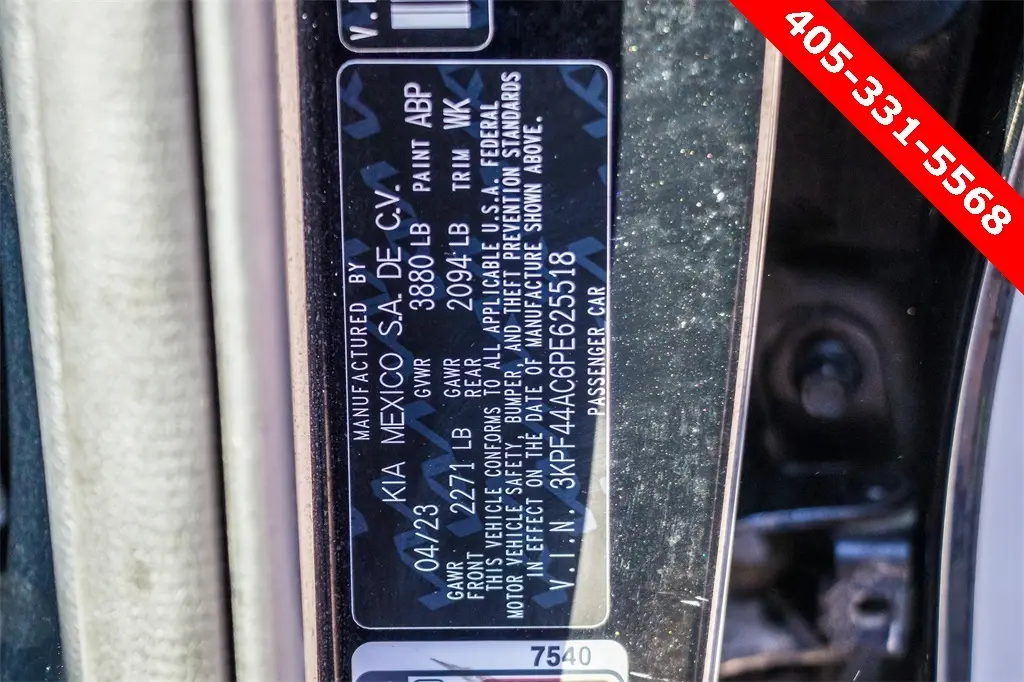 405-331-5568
MANUFACTURED BY
KIA MEXICO S.A. DE C.V.
04/23 GVWR 3880 LB PAINT ABP
GAWR FRONT 2271 LB GAWR REAR 2094 LB TRIM WK
THIS VEHICLE CONFORMS TO ALL APPLICABLE U.S.A. FEDERAL
MOTOR VEHICLE SAFETY, BUMPER, AND THEFT PREVENTION STANDARDS
IN EFFECT ON THE DATE OF MANUFACTURE SHOWN ABOVE.
V.I.N. 3KPF44AC6PE625518
PASSENGER CAR
7540